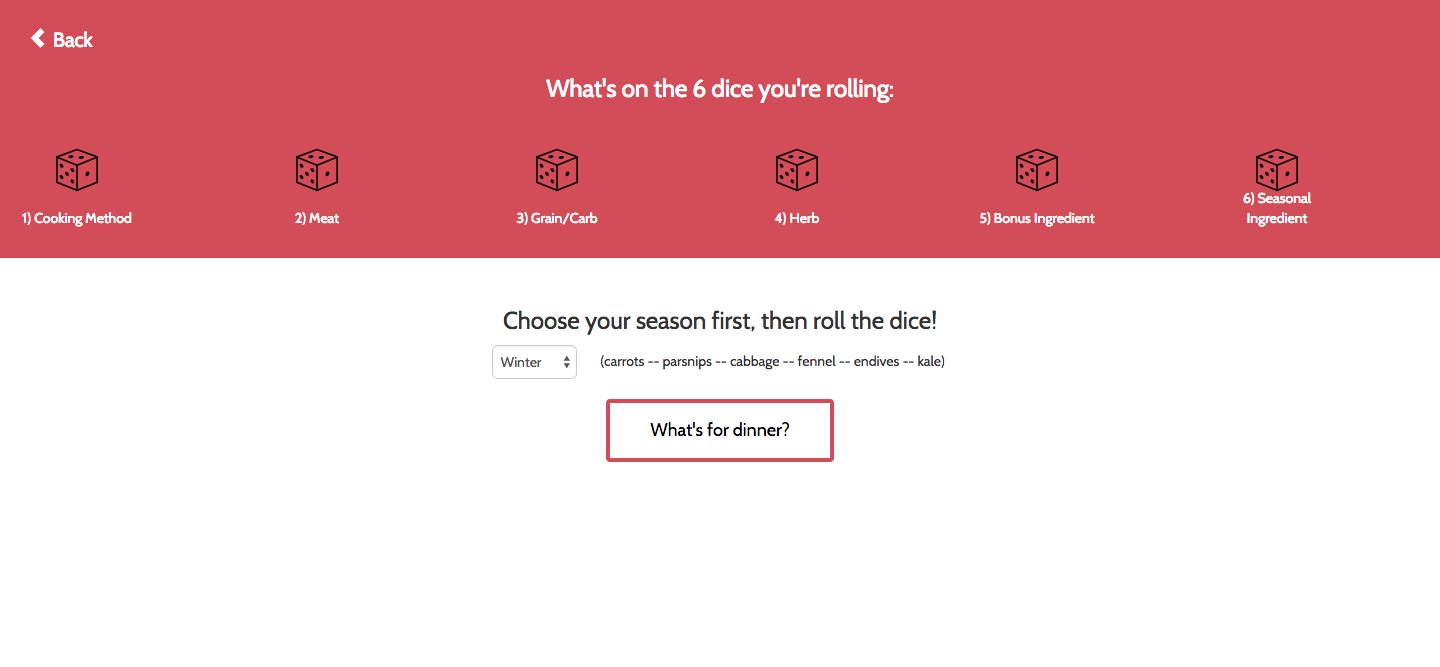 Back
What's on the 6 dice you're rolling:
1) Cooking Method
2) Meat
3) Grain/Carb
4) Herb
5) Bonus Ingredient
6) Seasonal
Ingredient
Choose your season first, then roll the dice!
Winter
(carrots -- parsnips -- cabbage -- fennel -- endives -- kale)
What's for dinner?